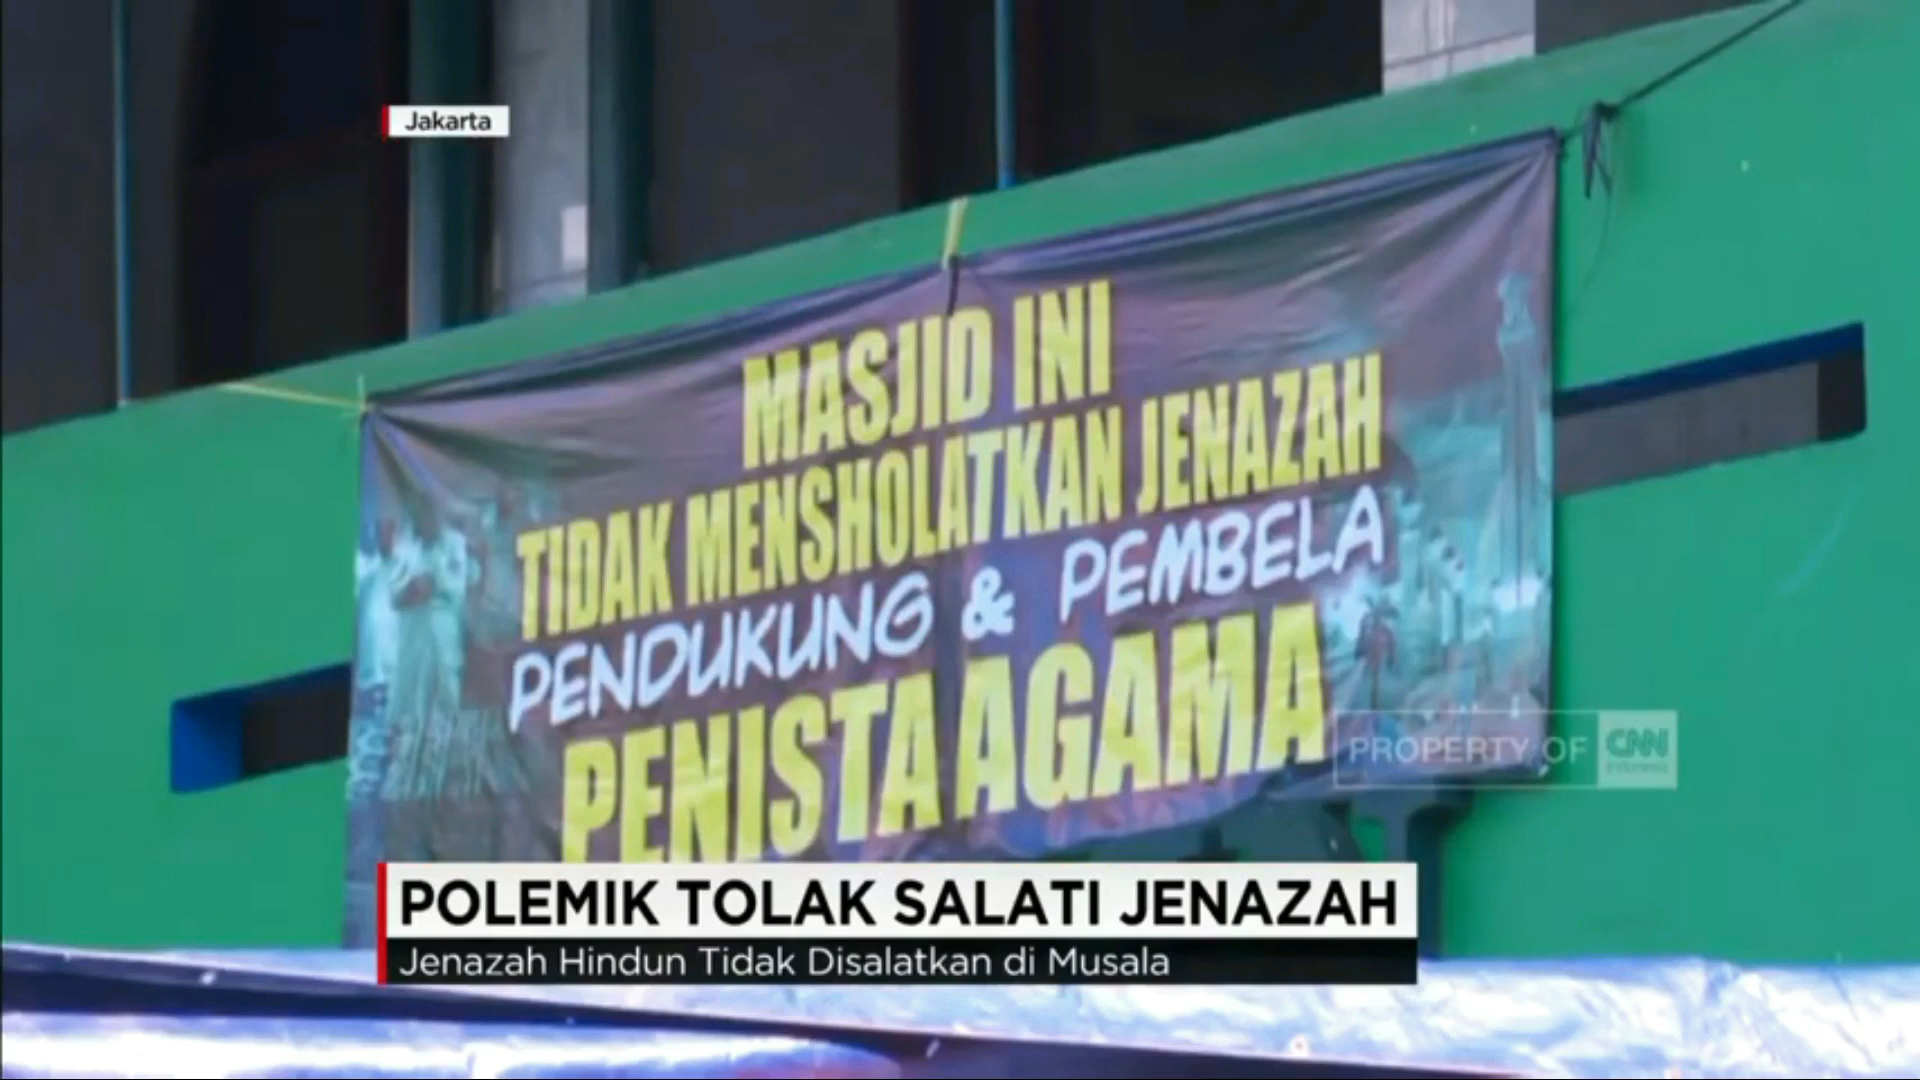 Jakarta
MASJID INI
TIDAK MENSHOLATKAN JENAZAH
PENDUKUNG & PEMBELA
PENISTA AGAMA
PROPERTY OF CNN Indonesia
POLEMIK TOLAK SALATI JENAZAH
Jenazah Hindun Tidak Disalatkan di Musala